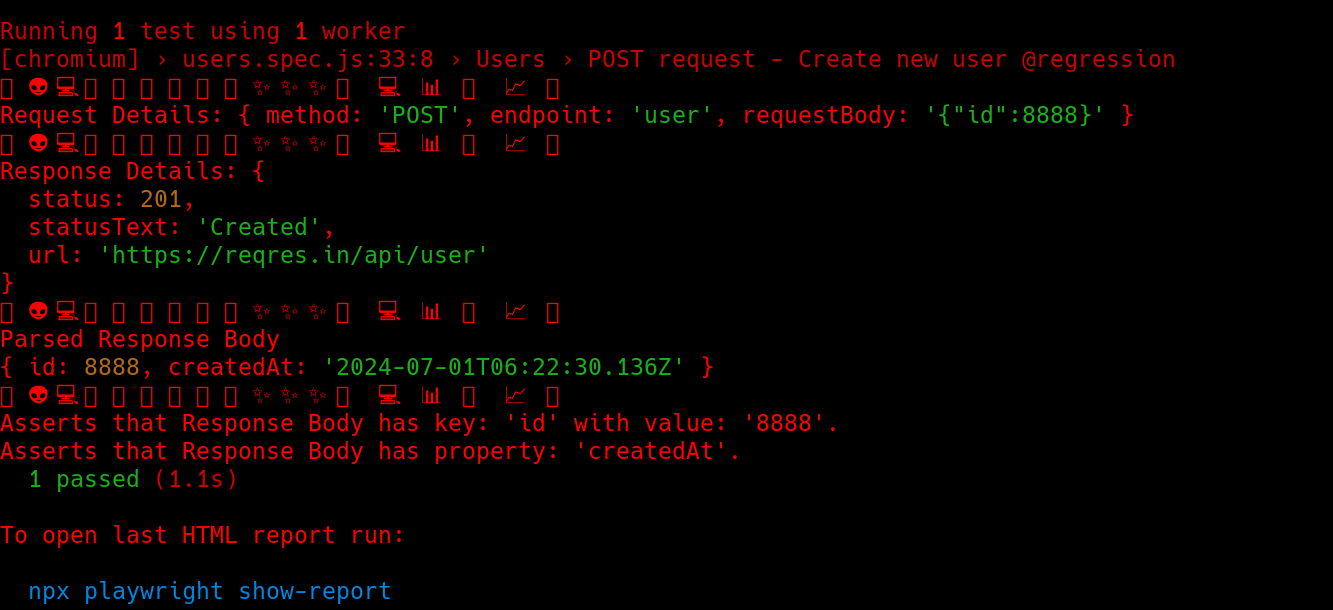 Running 1 test using 1 worker
[chromium] › users.spec.js:33:8 › Users › POST request – Create new user @regression
Request Details: { method: 'POST', endpoint: 'user', requestBody: '{"id":8888}' }
Response Details: {
  status: 201,
  statusText: 'Created',
  url: 'https://reqres.in/api/user'
}
Parsed Response Body
{ id: 8888, createdAt: '2024-07-01T06:22:30.136Z' }
Asserts that Response Body has key: 'id' with value: '8888'.
Asserts that Response Body has property: 'createdAt'.
  1 passed (1.1s)
To open last HTML report run:
  npx playwright show-report